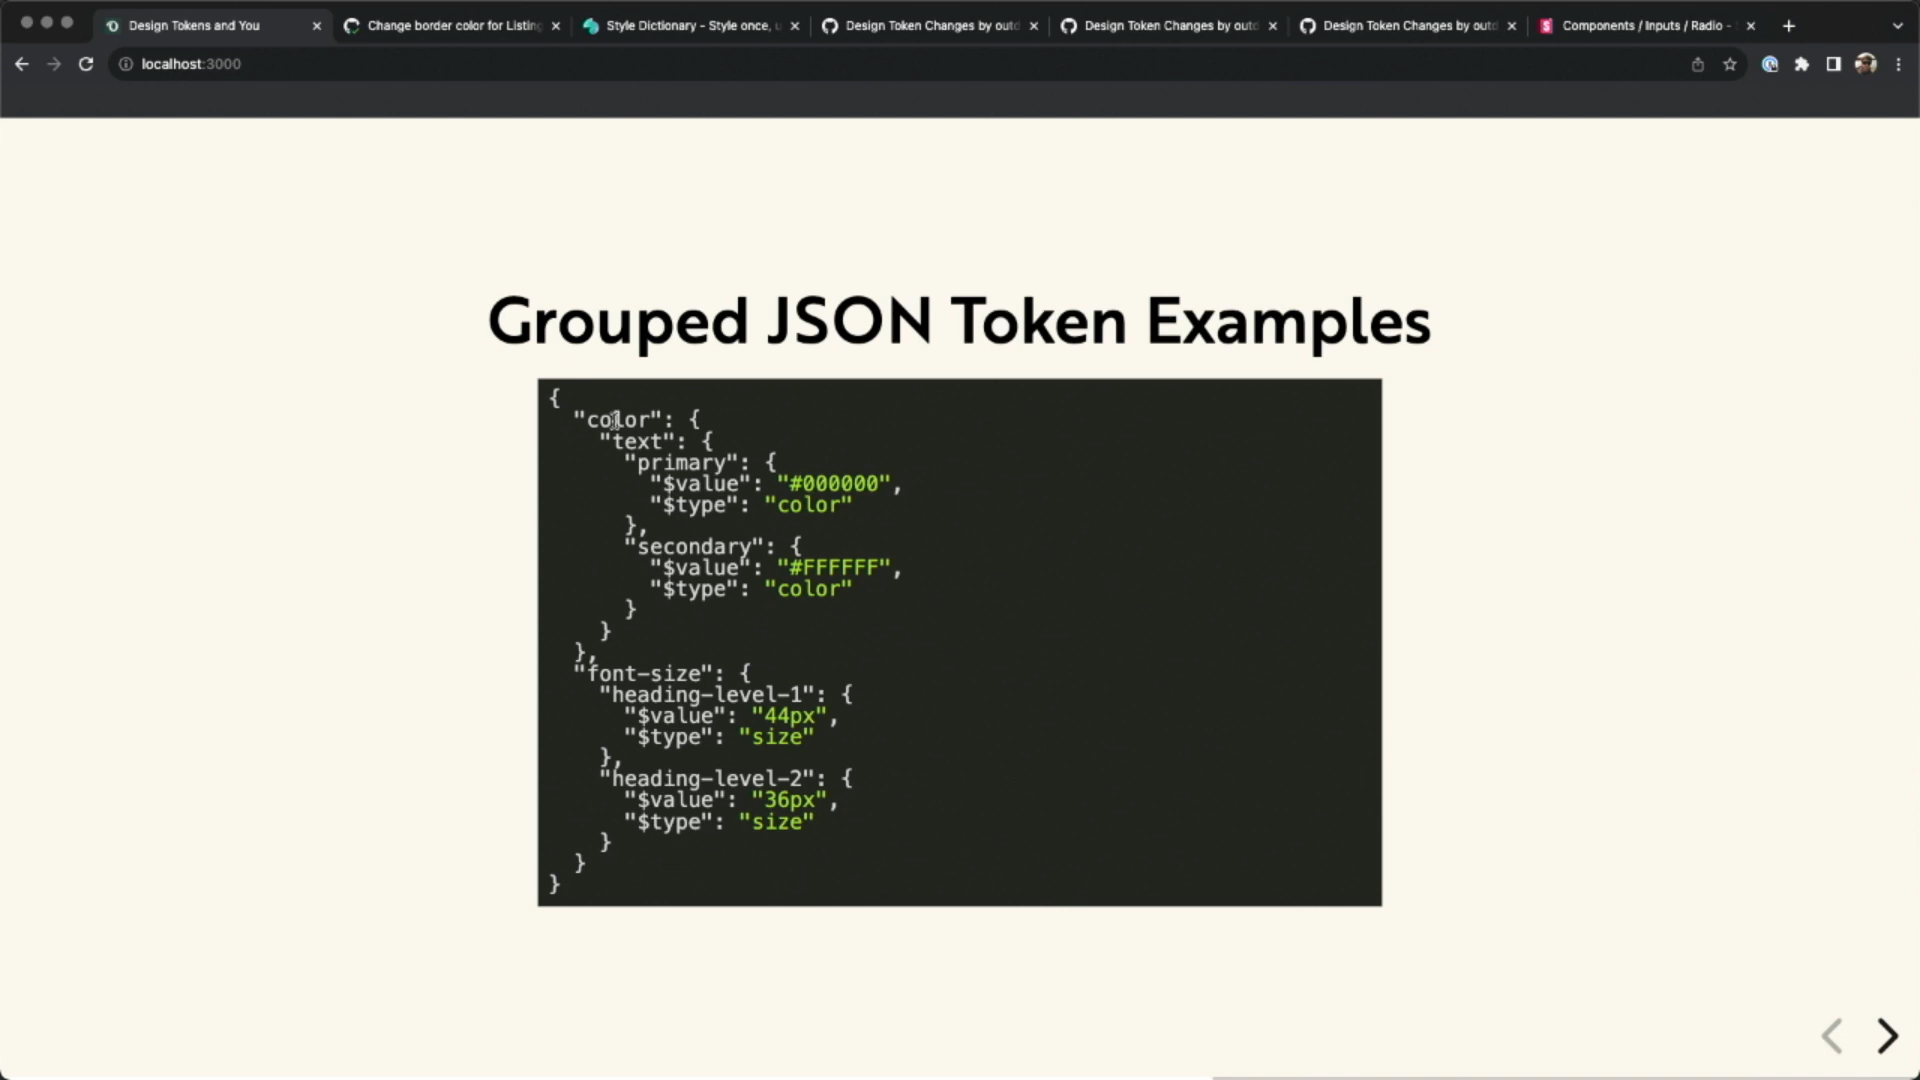 Design Tokens and You
Change border color for Listing
Style Dictionary - Style once, u
Design Token Changes by outd
Design Token Changes by outd
Design Token Changes by outd
Components / Inputs / Radio -
localhost:3000
Grouped JSON Token Examples
{
"color": {
"text": {
"primary": {
"$value": "#000000",
"$type": "color"
},
"secondary": {
"$value": "#FFFFFF",
"$type": "color"
}
}
},
"font-size": {
"heading-level-1": {
"$value": "44px",
"$type": "size"
},
"heading-level-2": {
"$value": "36px",
"$type": "size"
}
}
}